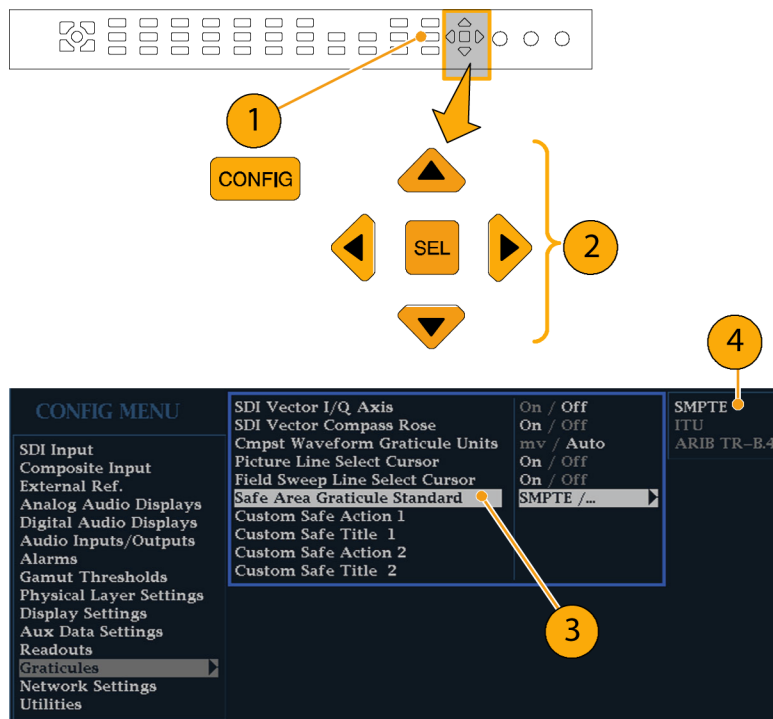 1
CONFIG
SEL
2
4
CONFIG MENU
SDI Input
Composite Input
External Ref.
Analog Audio Displays
Digital Audio Displays
Audio Inputs/Outputs
Alarms
Gamut Thresholds
Physical Layer Settings
Display Settings
Aux Data Settings
Readouts
Graticules
Network Settings
Utilities
SDI Vector I/Q Axis On / Off
SDI Vector Compass Rose On / Off
Cmpst Waveform Graticule Units mv / Auto
Picture Line Select Cursor On / Off
Field Sweep Line Select Cursor On / Off
Safe Area Graticule Standard SMPTE /...
Custom Safe Action 1
Custom Safe Title 1
Custom Safe Action 2
Custom Safe Title 2
SMPTE
ITU
ARIB TR-B.4
3